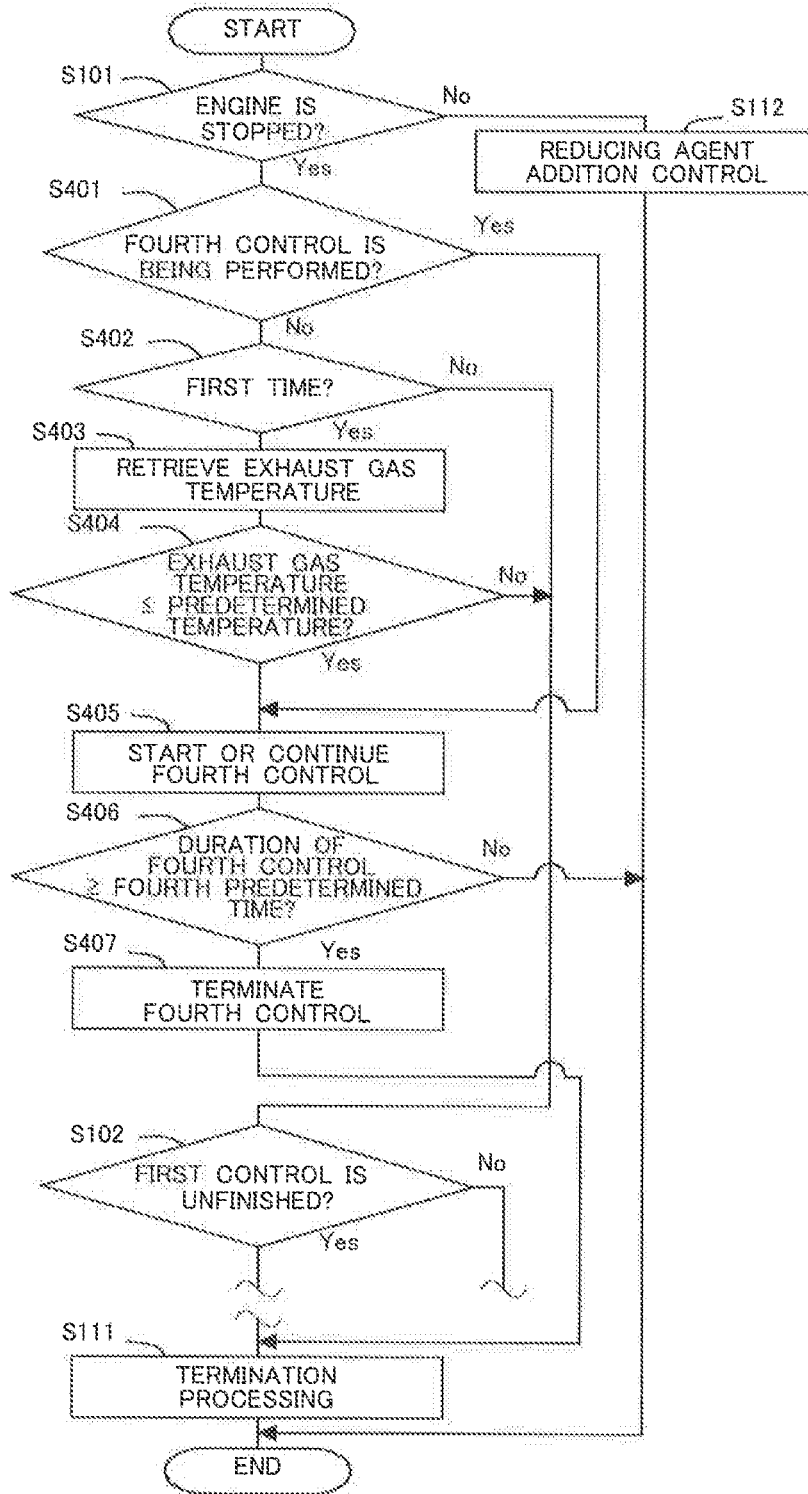 START
S101
ENGINE IS
STOPPED?
No
Yes
S112
REDUCING AGENT
ADDITION CONTROL
S401
FOURTH CONTROL IS
BEING PERFORMED?
Yes
No
S402
FIRST TIME?
No
Yes
S403
RETRIEVE EXHAUST GAS
TEMPERATURE
S404
EXHAUST GAS
TEMPERATURE
≤ PREDETERMINED
TEMPERATURE?
No
Yes
S405
START OR CONTINUE
FOURTH CONTROL
S406
DURATION OF
FOURTH CONTROL
≥ FOURTH PREDETERMINED
TIME?
No
Yes
S407
TERMINATE
FOURTH CONTROL
S102
FIRST CONTROL IS
UNFINISHED?
No
Yes
S111
TERMINATION
PROCESSING
END